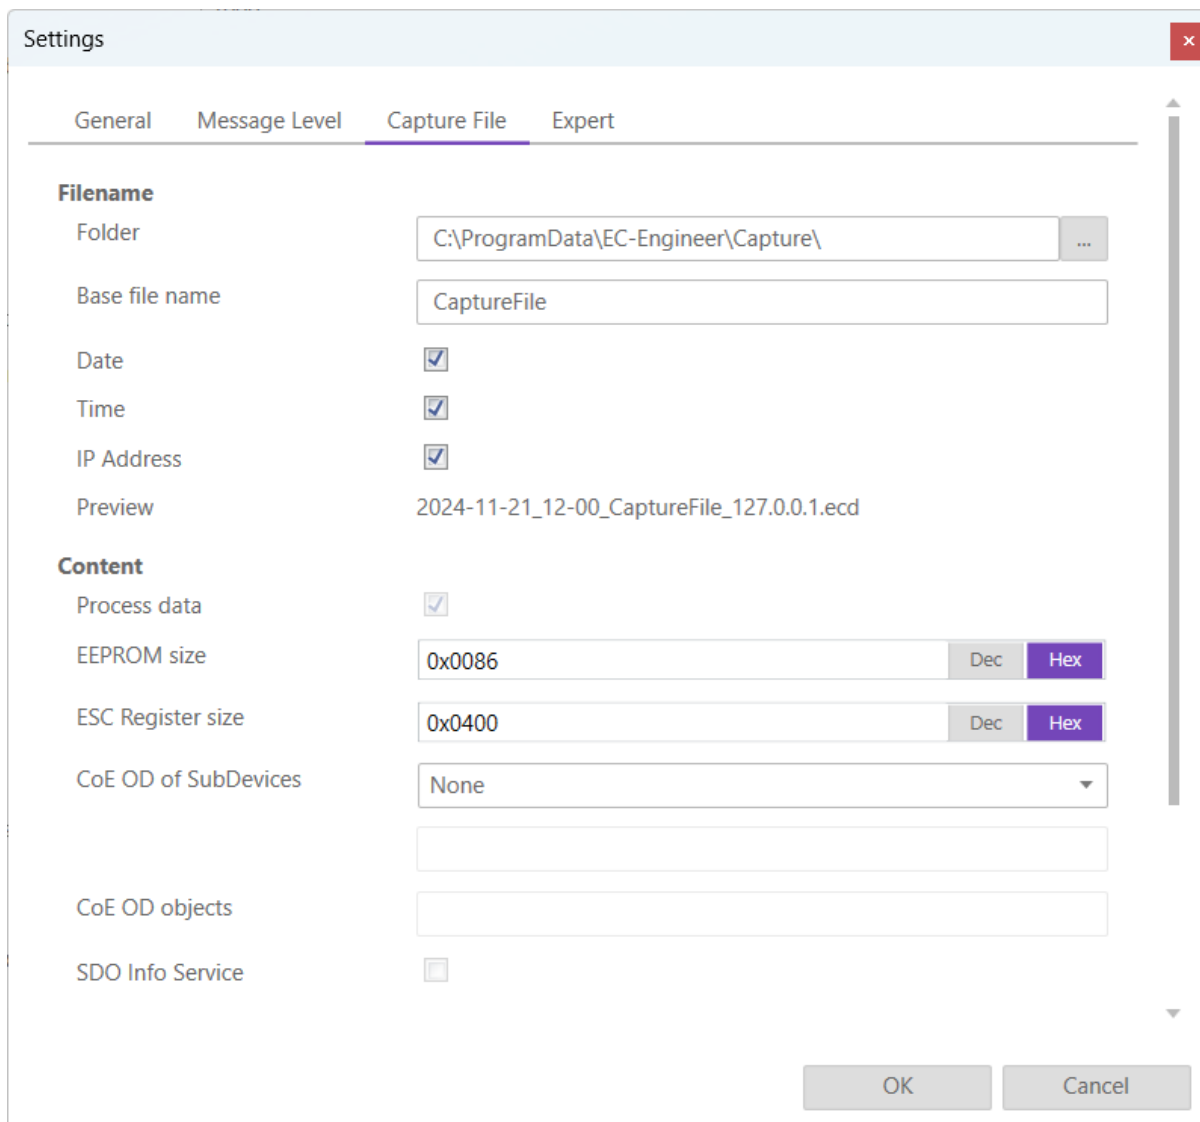 Settings
General Message Level Capture File Expert
Filename
Folder C:\ProgramData\EC-Engineer\Capture\ ...
Base file name CaptureFile
Date
Time
IP Address
Preview 2024-11-21_12-00_CaptureFile_127.0.0.1.ecd
Content
Process data
EEPROM size 0x0086 Dec Hex
ESC Register size 0x0400 Dec Hex
CoE OD of SubDevices None
CoE OD objects
SDO Info Service
OK Cancel